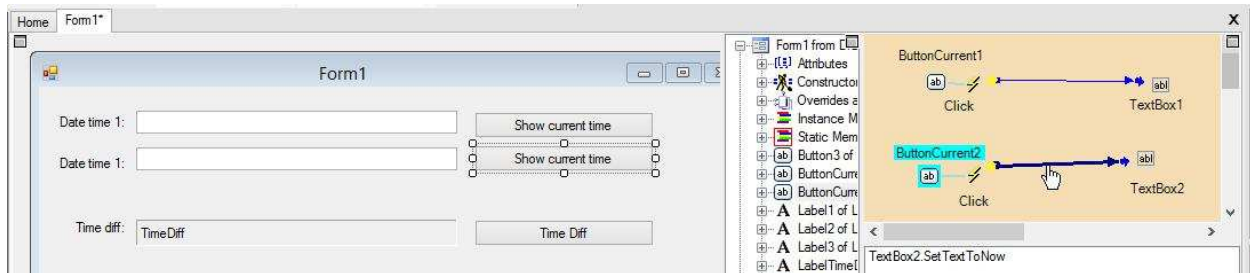 Home Form1* X
Form1
Date time 1: Show current time
Date time 1: Show current time
Time diff: TimeDiff Time Diff
Form1 from
Attributes
Constructo
Overrides a
Instance M
Static Mem
Button3 of
ButtonCurre
ButtonCurre
Label1 of L
Label2 of L
Label3 of L
LabelTime
ButtonCurrent1
ab abl
Click TextBox1
ButtonCurrent2
ab abl
Click TextBox2
TextBox2.SetTextToNow